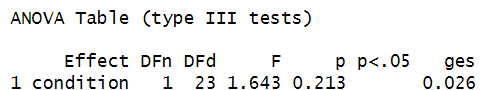 ANOVA Table (type III tests)
Effect DFn DFd F p p<.05 ges
1 condition 1 23 1.643 0.213 0.026